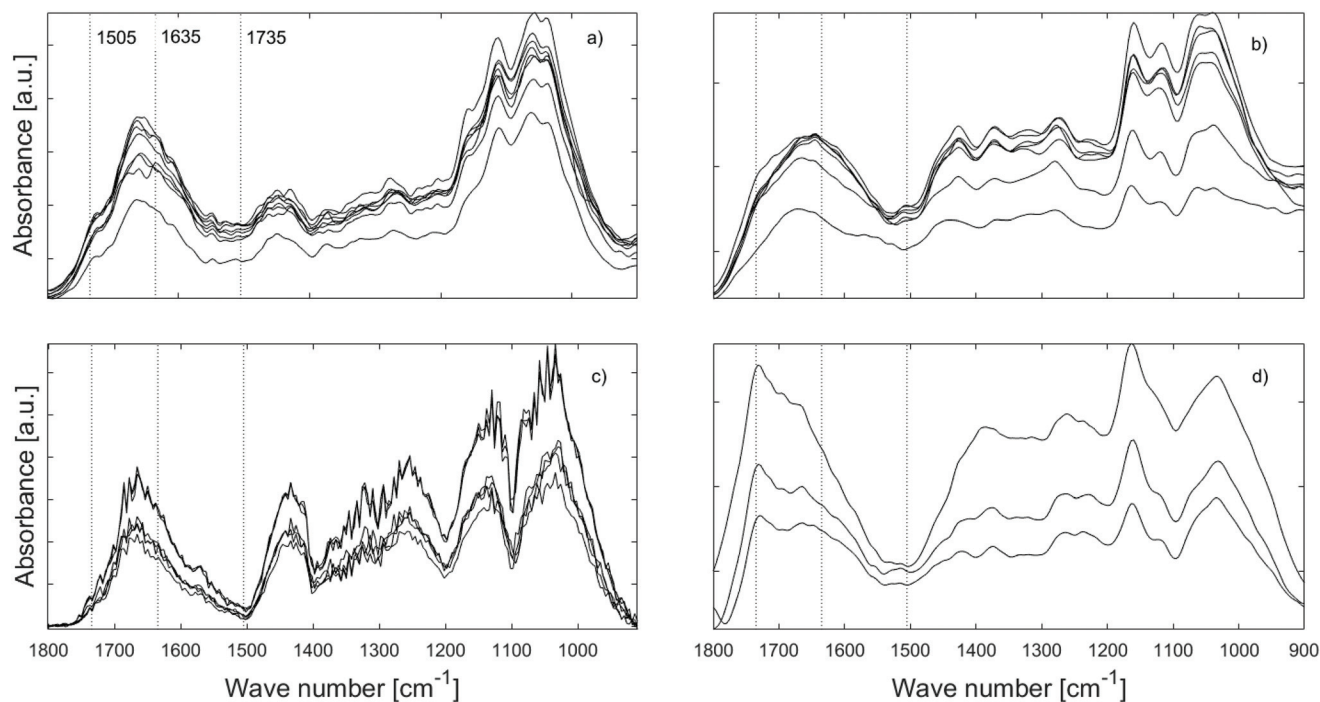 1505
1635
1735
a)
b)
Absorbance [a.u.]
c)
d)
Absorbance [a.u.]
1800 1700 1600 1500 1400 1300 1200 1100 1000
1800 1700 1600 1500 1400 1300 1200 1100 1000 900
Wave number [cm-1]
Wave number [cm-1]